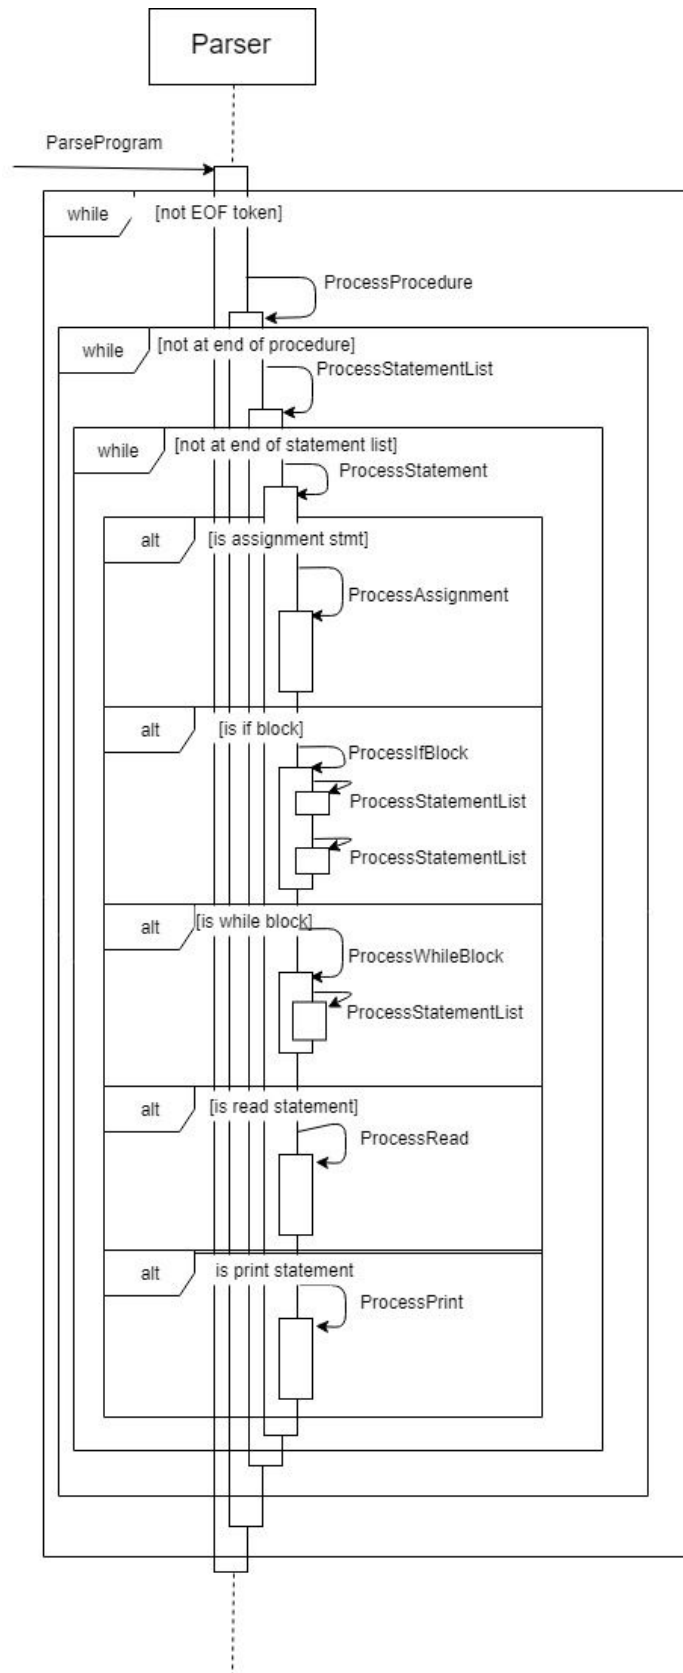 Parser
ParseProgram
while
[not EOF token]
ProcessProcedure
while
[not at end of procedure]
ProcessStatementList
while
[not at end of statement list]
ProcessStatement
alt
[is assignment stmt]
ProcessAssignment
alt
[is if block]
ProcessIfBlock
ProcessStatementList
ProcessStatementList
alt
[is while block]
ProcessWhileBlock
ProcessStatementList
alt
[is read statement]
ProcessRead
alt
is print statement
ProcessPrint